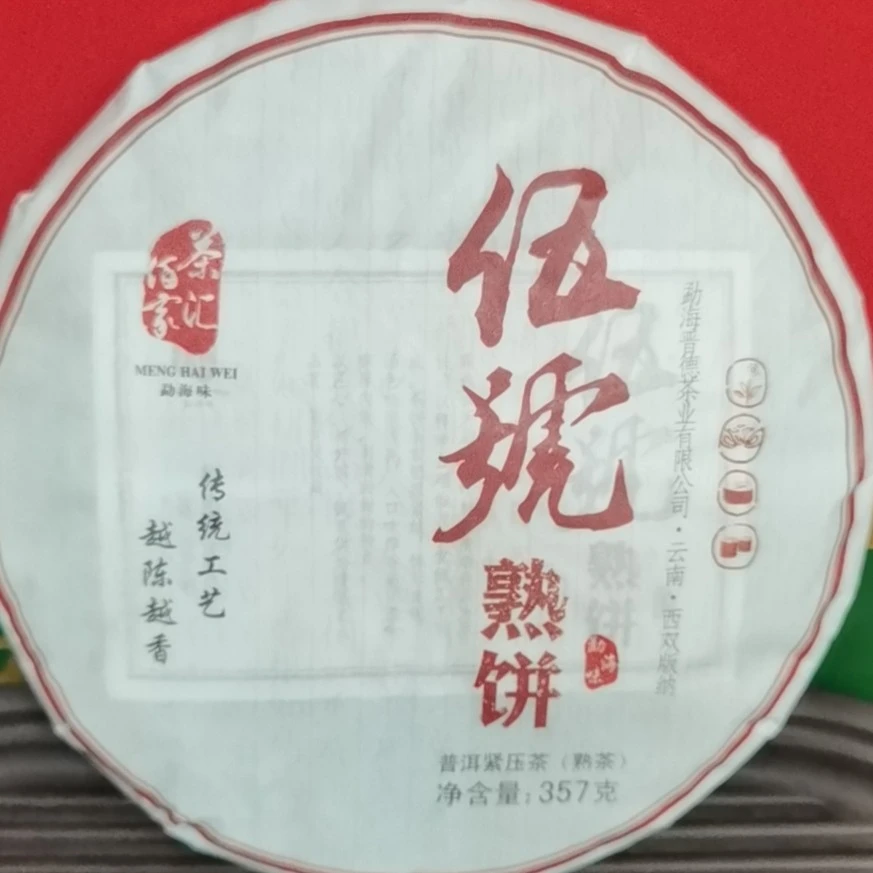 茶汇
佰家
MENG HAI WEI
勐海味
传统工艺
越陈越香
伍號
熟饼
勐海味
勐海晋德茶业有限公司·云南·西双版纳
普洱紧压茶（熟茶）
净含量：357克